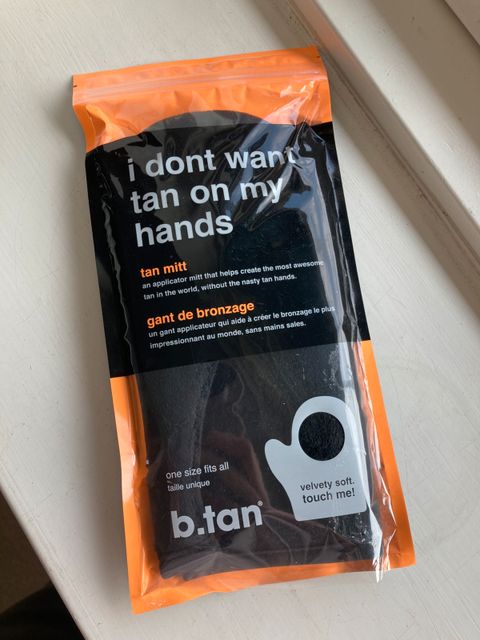 i dont want
tan on my
hands
tan mitt
an applicator mitt that helps create the most awesome
tan in the world, without the nasty tan hands.
gant de bronzage
un gant applicateur qui aide à créer le bronzage le plus
impressionnant au monde, sans mains sales.
one size fits all
taille unique
velvety soft.
touch me!
b.tan®